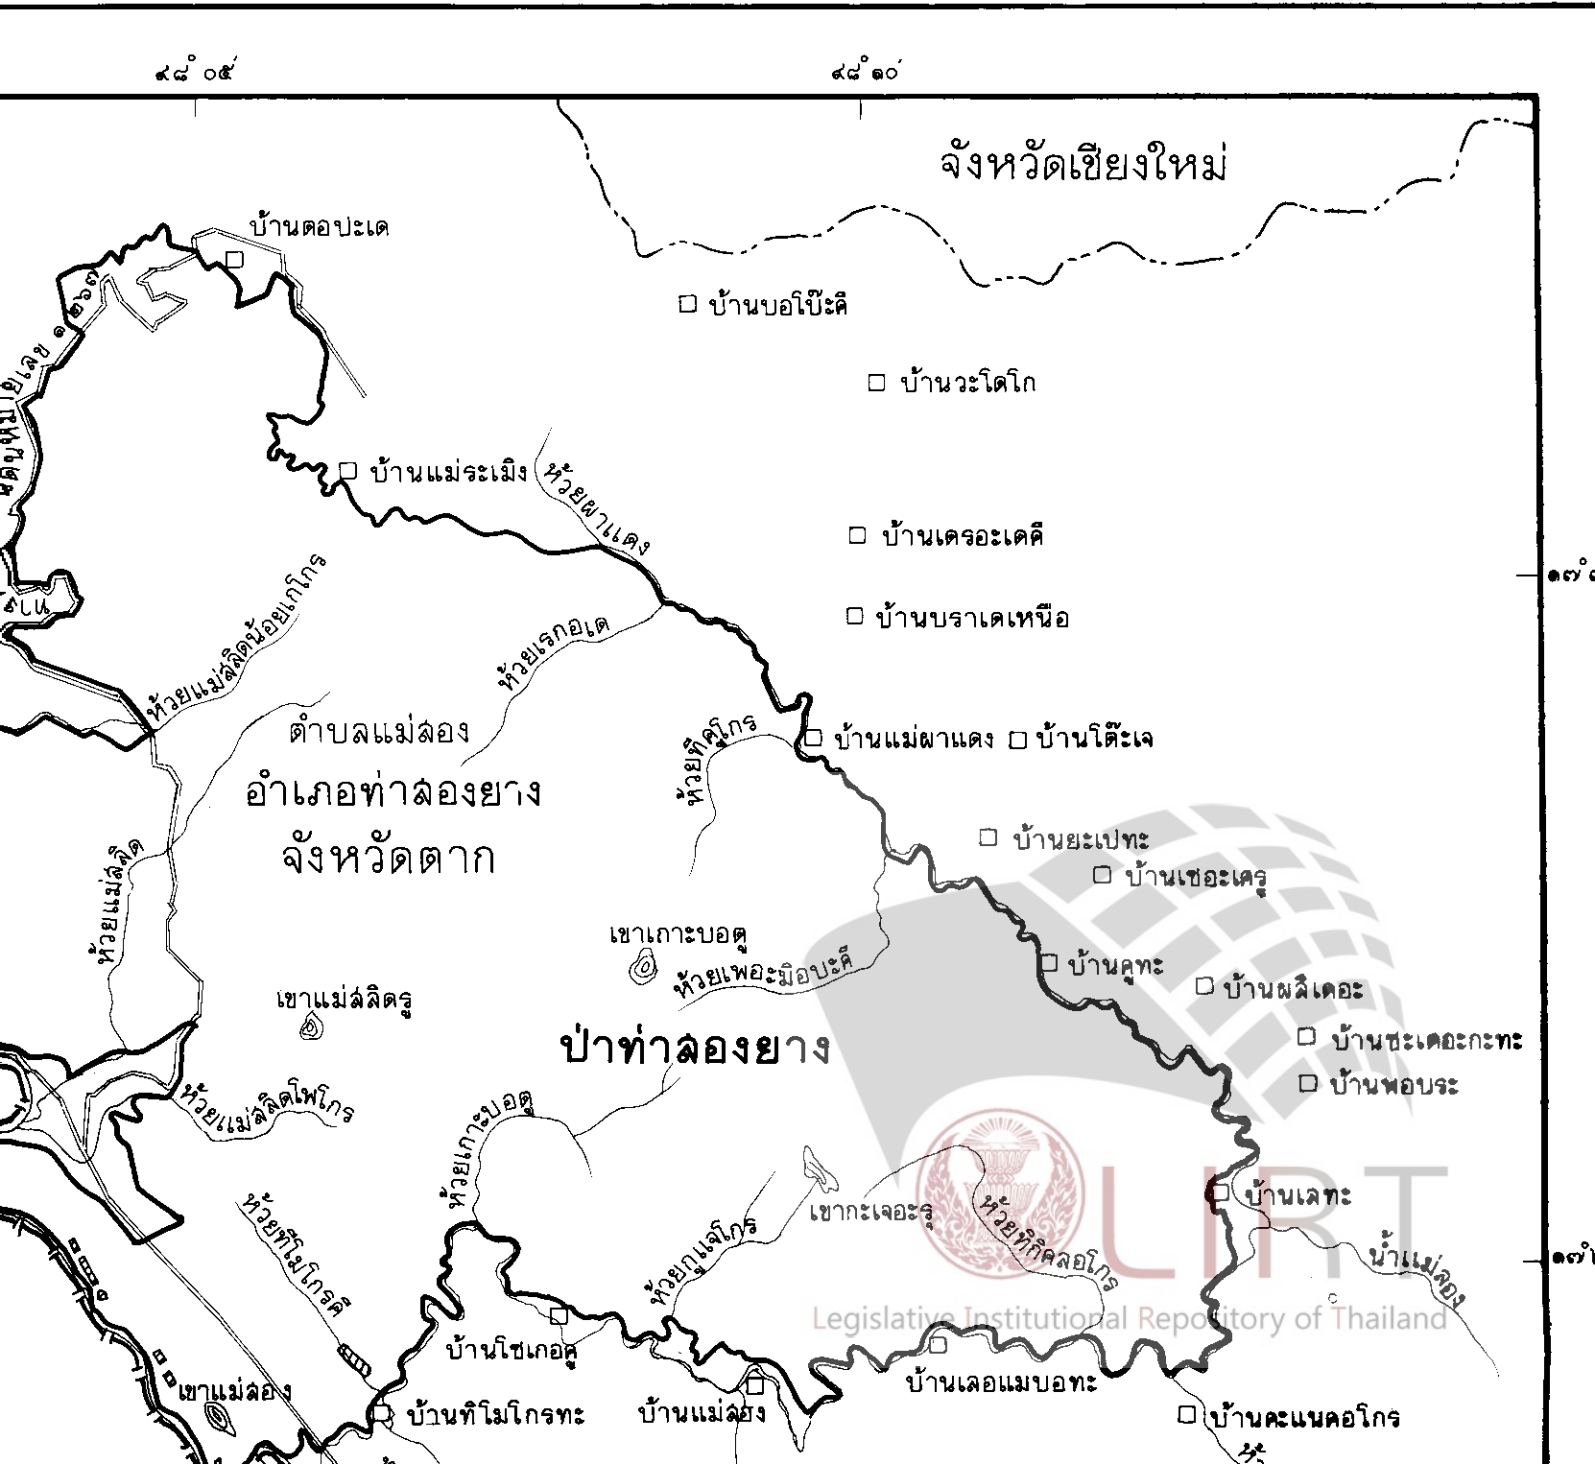 ๙๘° ๐๕′
๙๘° ๑๐′
จังหวัดเชียงใหม่
บ้านตอปะเด
บ้านบอโบ๊ะคี
บ้านวะโดโก
หมายเลข ๑๒๖๗
บ้านแม่ระเมิง
ห้วยผาแดง
บ้านเดรอะเดคี
บ้านบราเดเหนือ
ห้วยแม่สลิดน้อยเกโกร
ห้วยเรกอเด
ตำบลแม่สอง
อำเภอท่าสองยาง
จังหวัดตาก
ห้วยทีคูโกร
บ้านแม่ผาแดง
บ้านโต๊ะเจ
บ้านยะเปทะ
บ้านเชอะเครู
ห้วยแม่สลิด
เขาเถาะบอตู
ห้วยเพอะมือบะคี
บ้านคูทะ
บ้านผลีเดอะ
เขาแม่สลิดรู
ป่าท่าสองยาง
บ้านชะเดอะกะทะ
บ้านพอบระ
ห้วยแม่สลิดโพโกร
ห้วยเกาะบอตู
เขากะเจอะรู
บ้านเลทะ
ห้วยทีโมโกรคี
ห้วยกูแจโกร
ห้วยทิกิคลอโกร
น้ำแม่สอง
LIRT
Legislative Institutional Repository of Thailand
บ้านโชเกอคู
เขาแม่สอง
บ้านทิโมโกรทะ
บ้านแม่สอง
บ้านเลอแมบอทะ
บ้านคะแนคอโกร